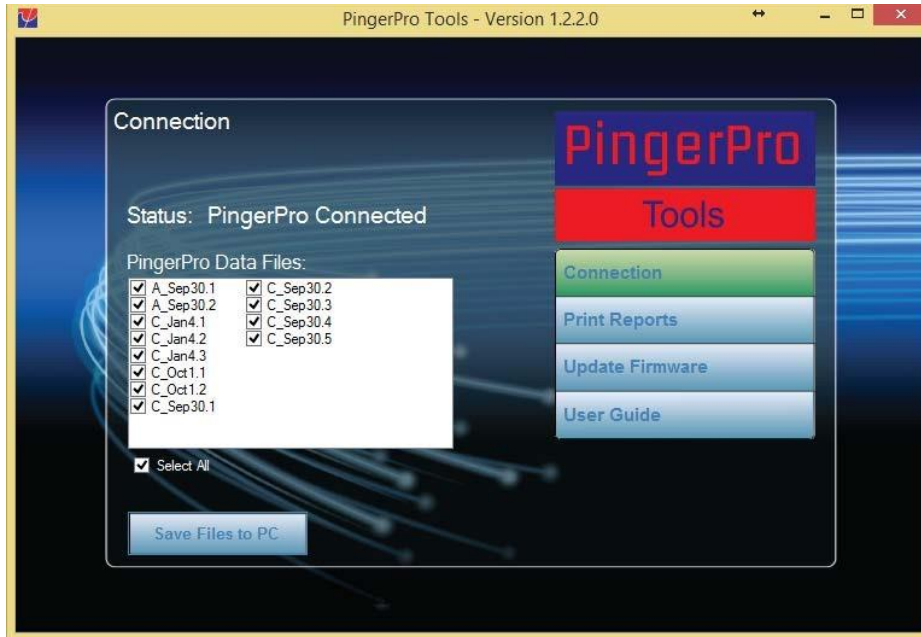 PingerPro Tools - Version 1.2.2.0
Connection
PingerPro
Tools
Status: PingerPro Connected
PingerPro Data Files:
A_Sep30.1
A_Sep30.2
C_Jan4.1
C_Jan4.2
C_Jan4.3
C_Oct1.1
C_Oct1.2
C_Sep30.1
C_Sep30.2
C_Sep30.3
C_Sep30.4
C_Sep30.5
Select All
Save Files to PC
Connection
Print Reports
Update Firmware
User Guide